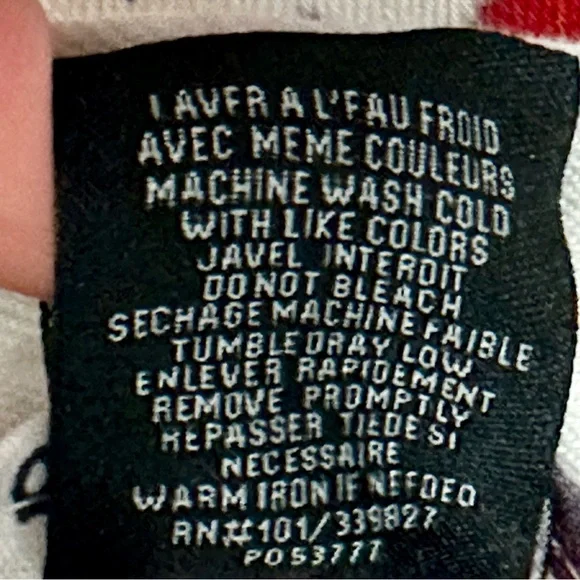 LAVER A L'EAU FROID
AVEC MEME COULEURS
MACHINE WASH COLD
WITH LIKE COLORS
JAVEL INTERDIT
DO NOT BLEACH
SECHAGE MACHINE FAIBLE
TUMBLE DRAY LOW
ENLEVER RAPIDEMENT
REMOVE PROMPTLY
REPASSER TIEDE SI
NECESSAIRE
WARM IRON IF NEEDED
RN#101/339827
PO53777